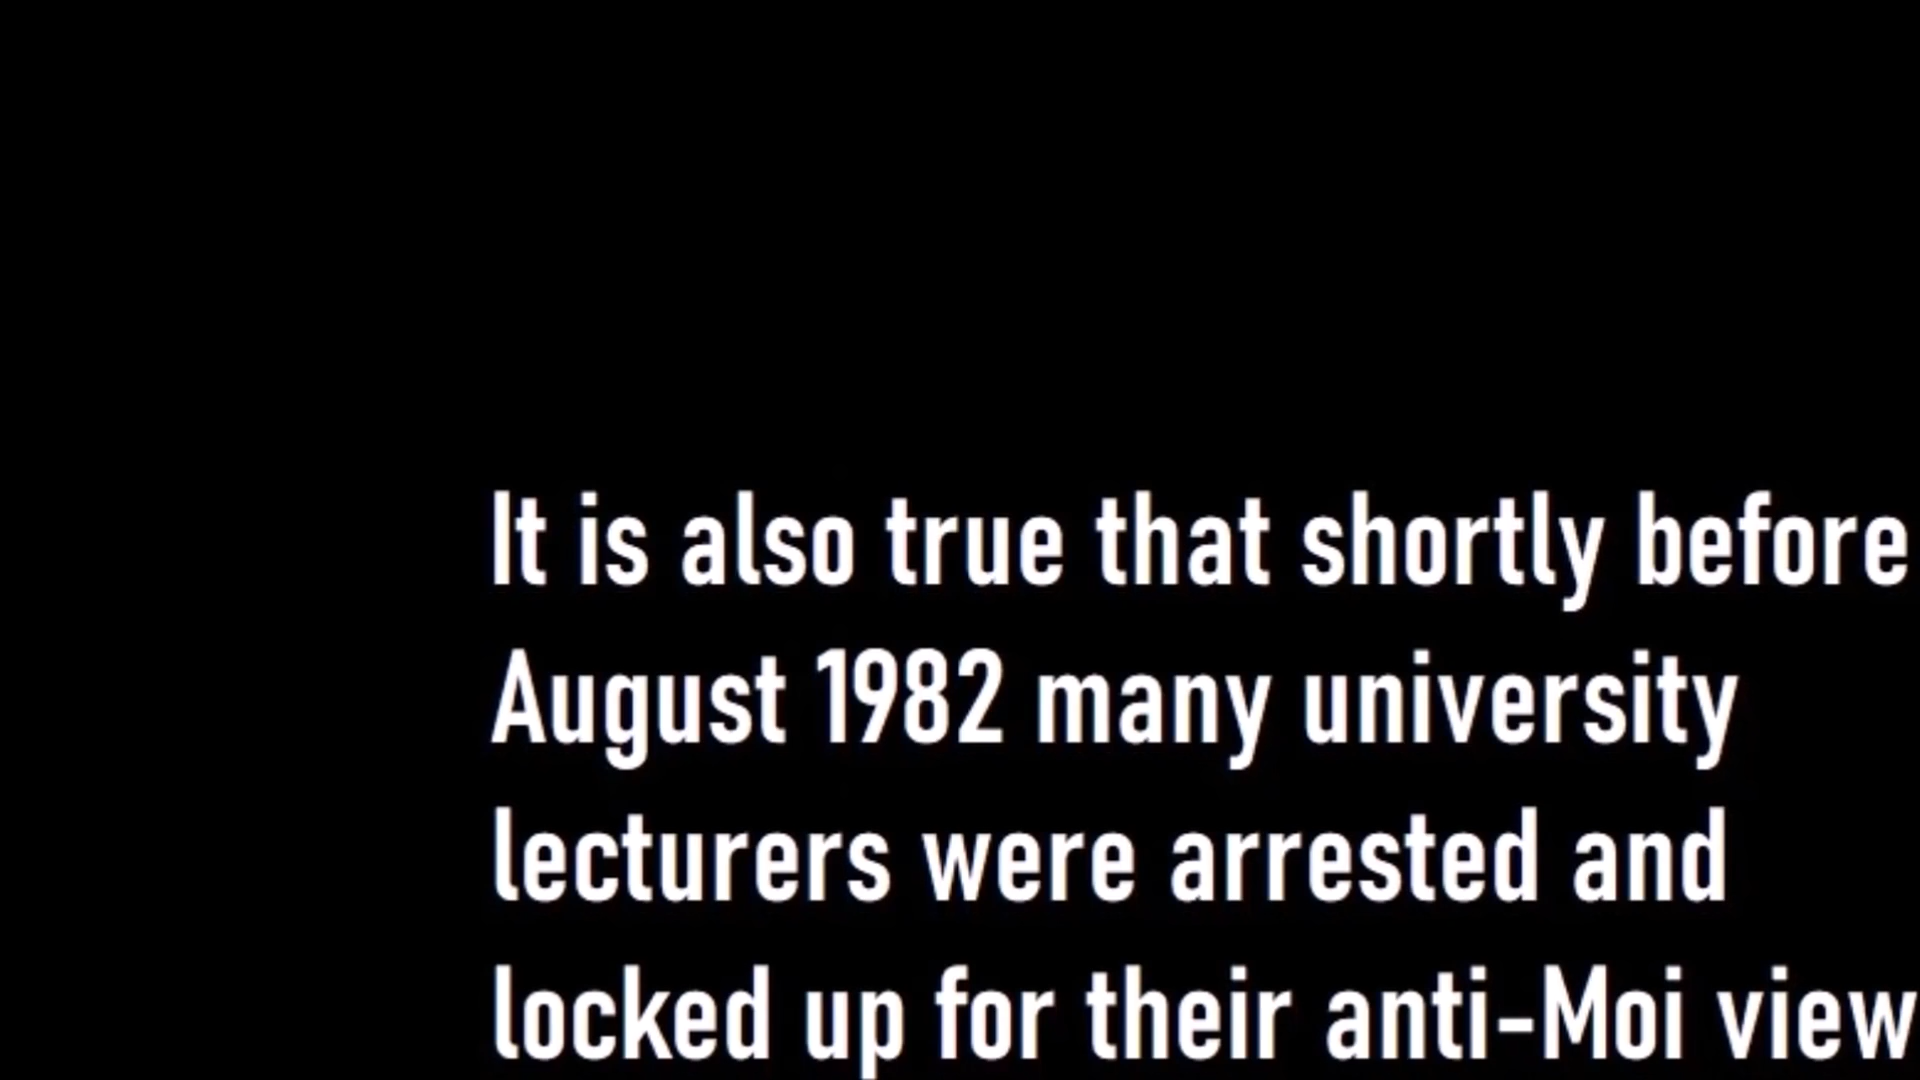 It is also true that shortly before
August 1982 many university
lecturers were arrested and
locked up for their anti-Moi view